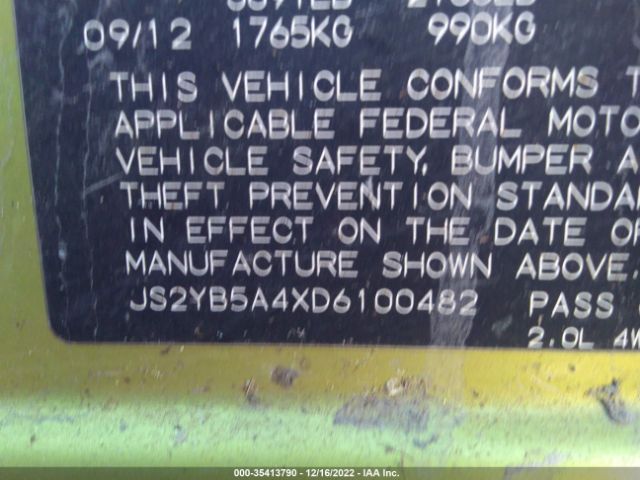 09/12 1765KG 990KG
THIS VEHICLE CONFORMS
APPLICABLE FEDERAL MOTO
VEHICLE SAFETY, BUMPER A
THEFT PREVENTION STANDA
IN EFFECT ON THE DATE OF
MANUFACTURE SHOWN ABOVE
JS2YB5A4XD6100482 PASS
2.0L 4W
000-35413790 - 12/16/2022 - IAA Inc.